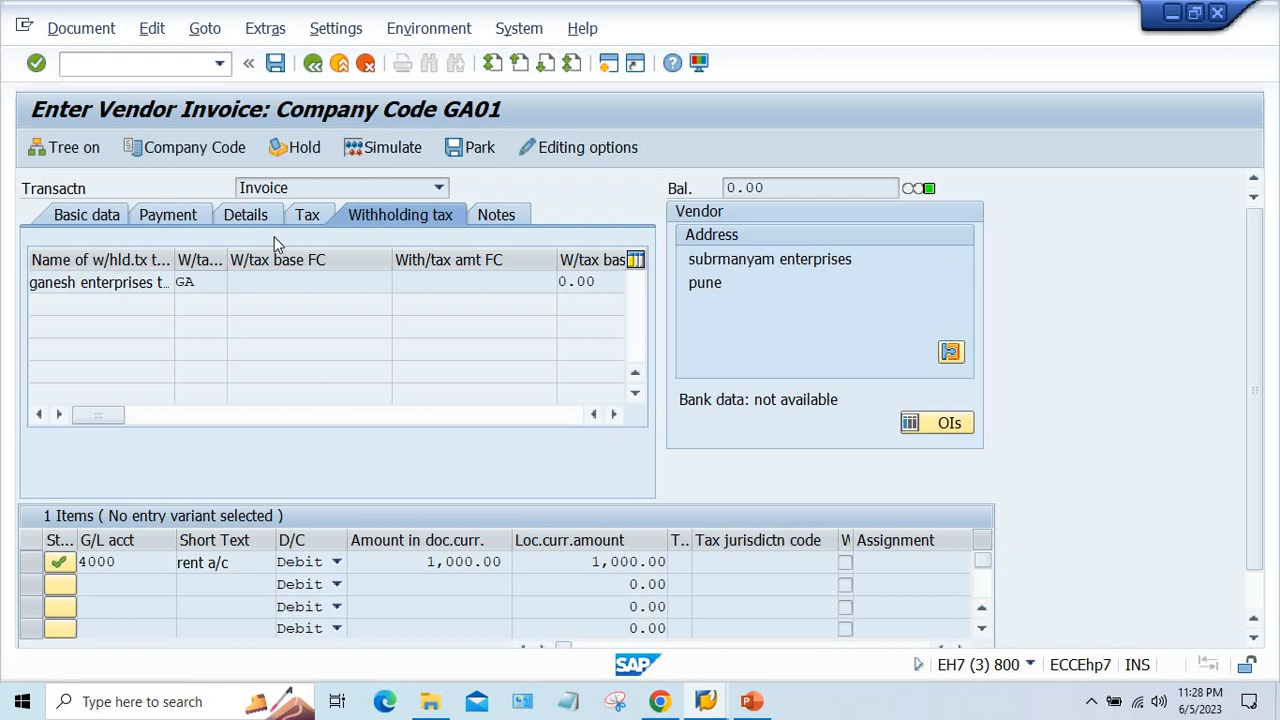 Document Edit Goto Extras Settings Environment System Help
Enter Vendor Invoice: Company Code GA01
Tree on Company Code Hold Simulate Park Editing options
Transactn Invoice Bal. 0.00
Basic data Payment Details Tax Withholding tax Notes
Vendor
Address
subrmanyam enterprises
pune
Name of w/hld.tx t... W/ta... W/tax base FC With/tax amt FC W/tax bas
ganesh enterprises t... GA 0.00
Bank data: not available
OIs
1 Items ( No entry variant selected )
St... G/L acct Short Text D/C Amount in doc.curr. Loc.curr.amount T.. Tax jurisdictn code W Assignment
4000 rent a/c Debit 1,000.00 1,000.00
Debit 0.00
Debit 0.00
Debit 0.00
SAP EH7 (3) 800 ECCEhp7 INS
Type here to search
11:28 PM
6/5/2023